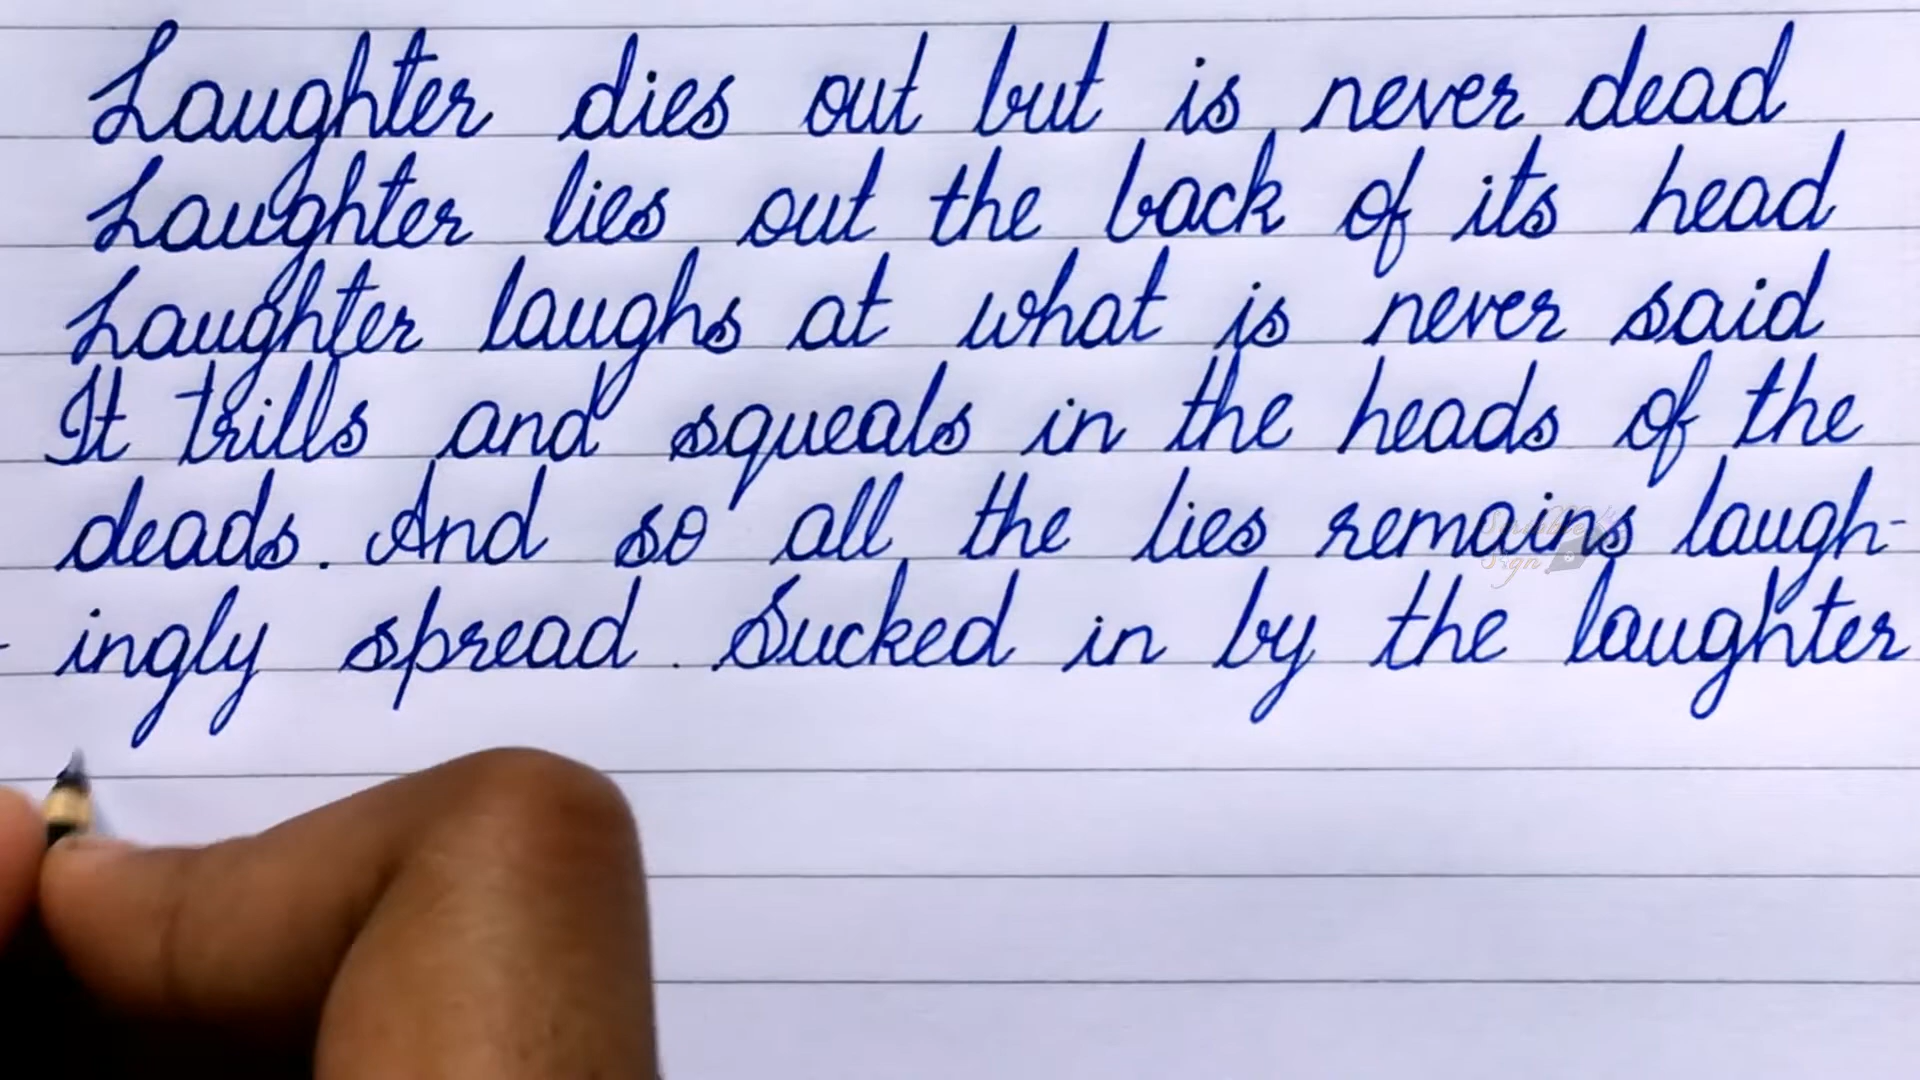 Laughter dies out but is never dead
Laughter lies out the back of its head
Laughter laughs at what is never said
It trills and squeals in the heads of the
deads. And so all the lies remains laugh-
- ingly spread. Sucked in by the laughter
Sign